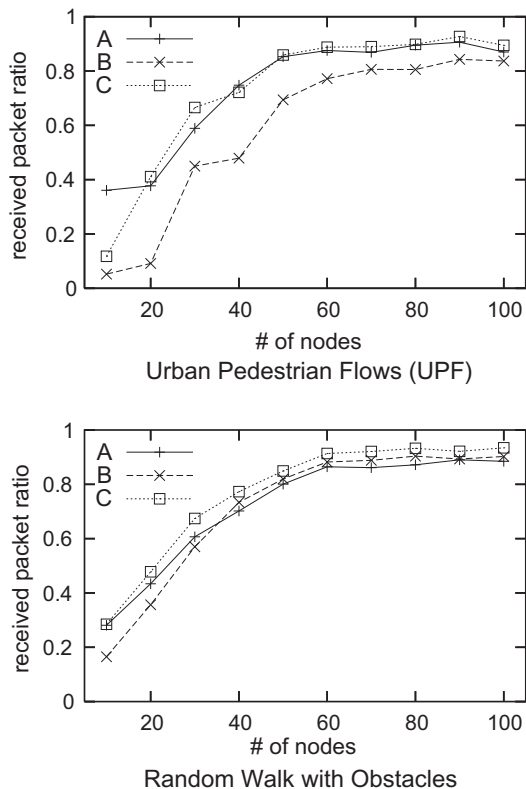 1
0.8
0.6
0.4
0.2
0
A
B
C
received packet ratio
20 40 60 80 100
# of nodes
Urban Pedestrian Flows (UPF)
1
0.8
0.6
0.4
0.2
0
A
B
C
received packet ratio
20 40 60 80 100
# of nodes
Random Walk with Obstacles